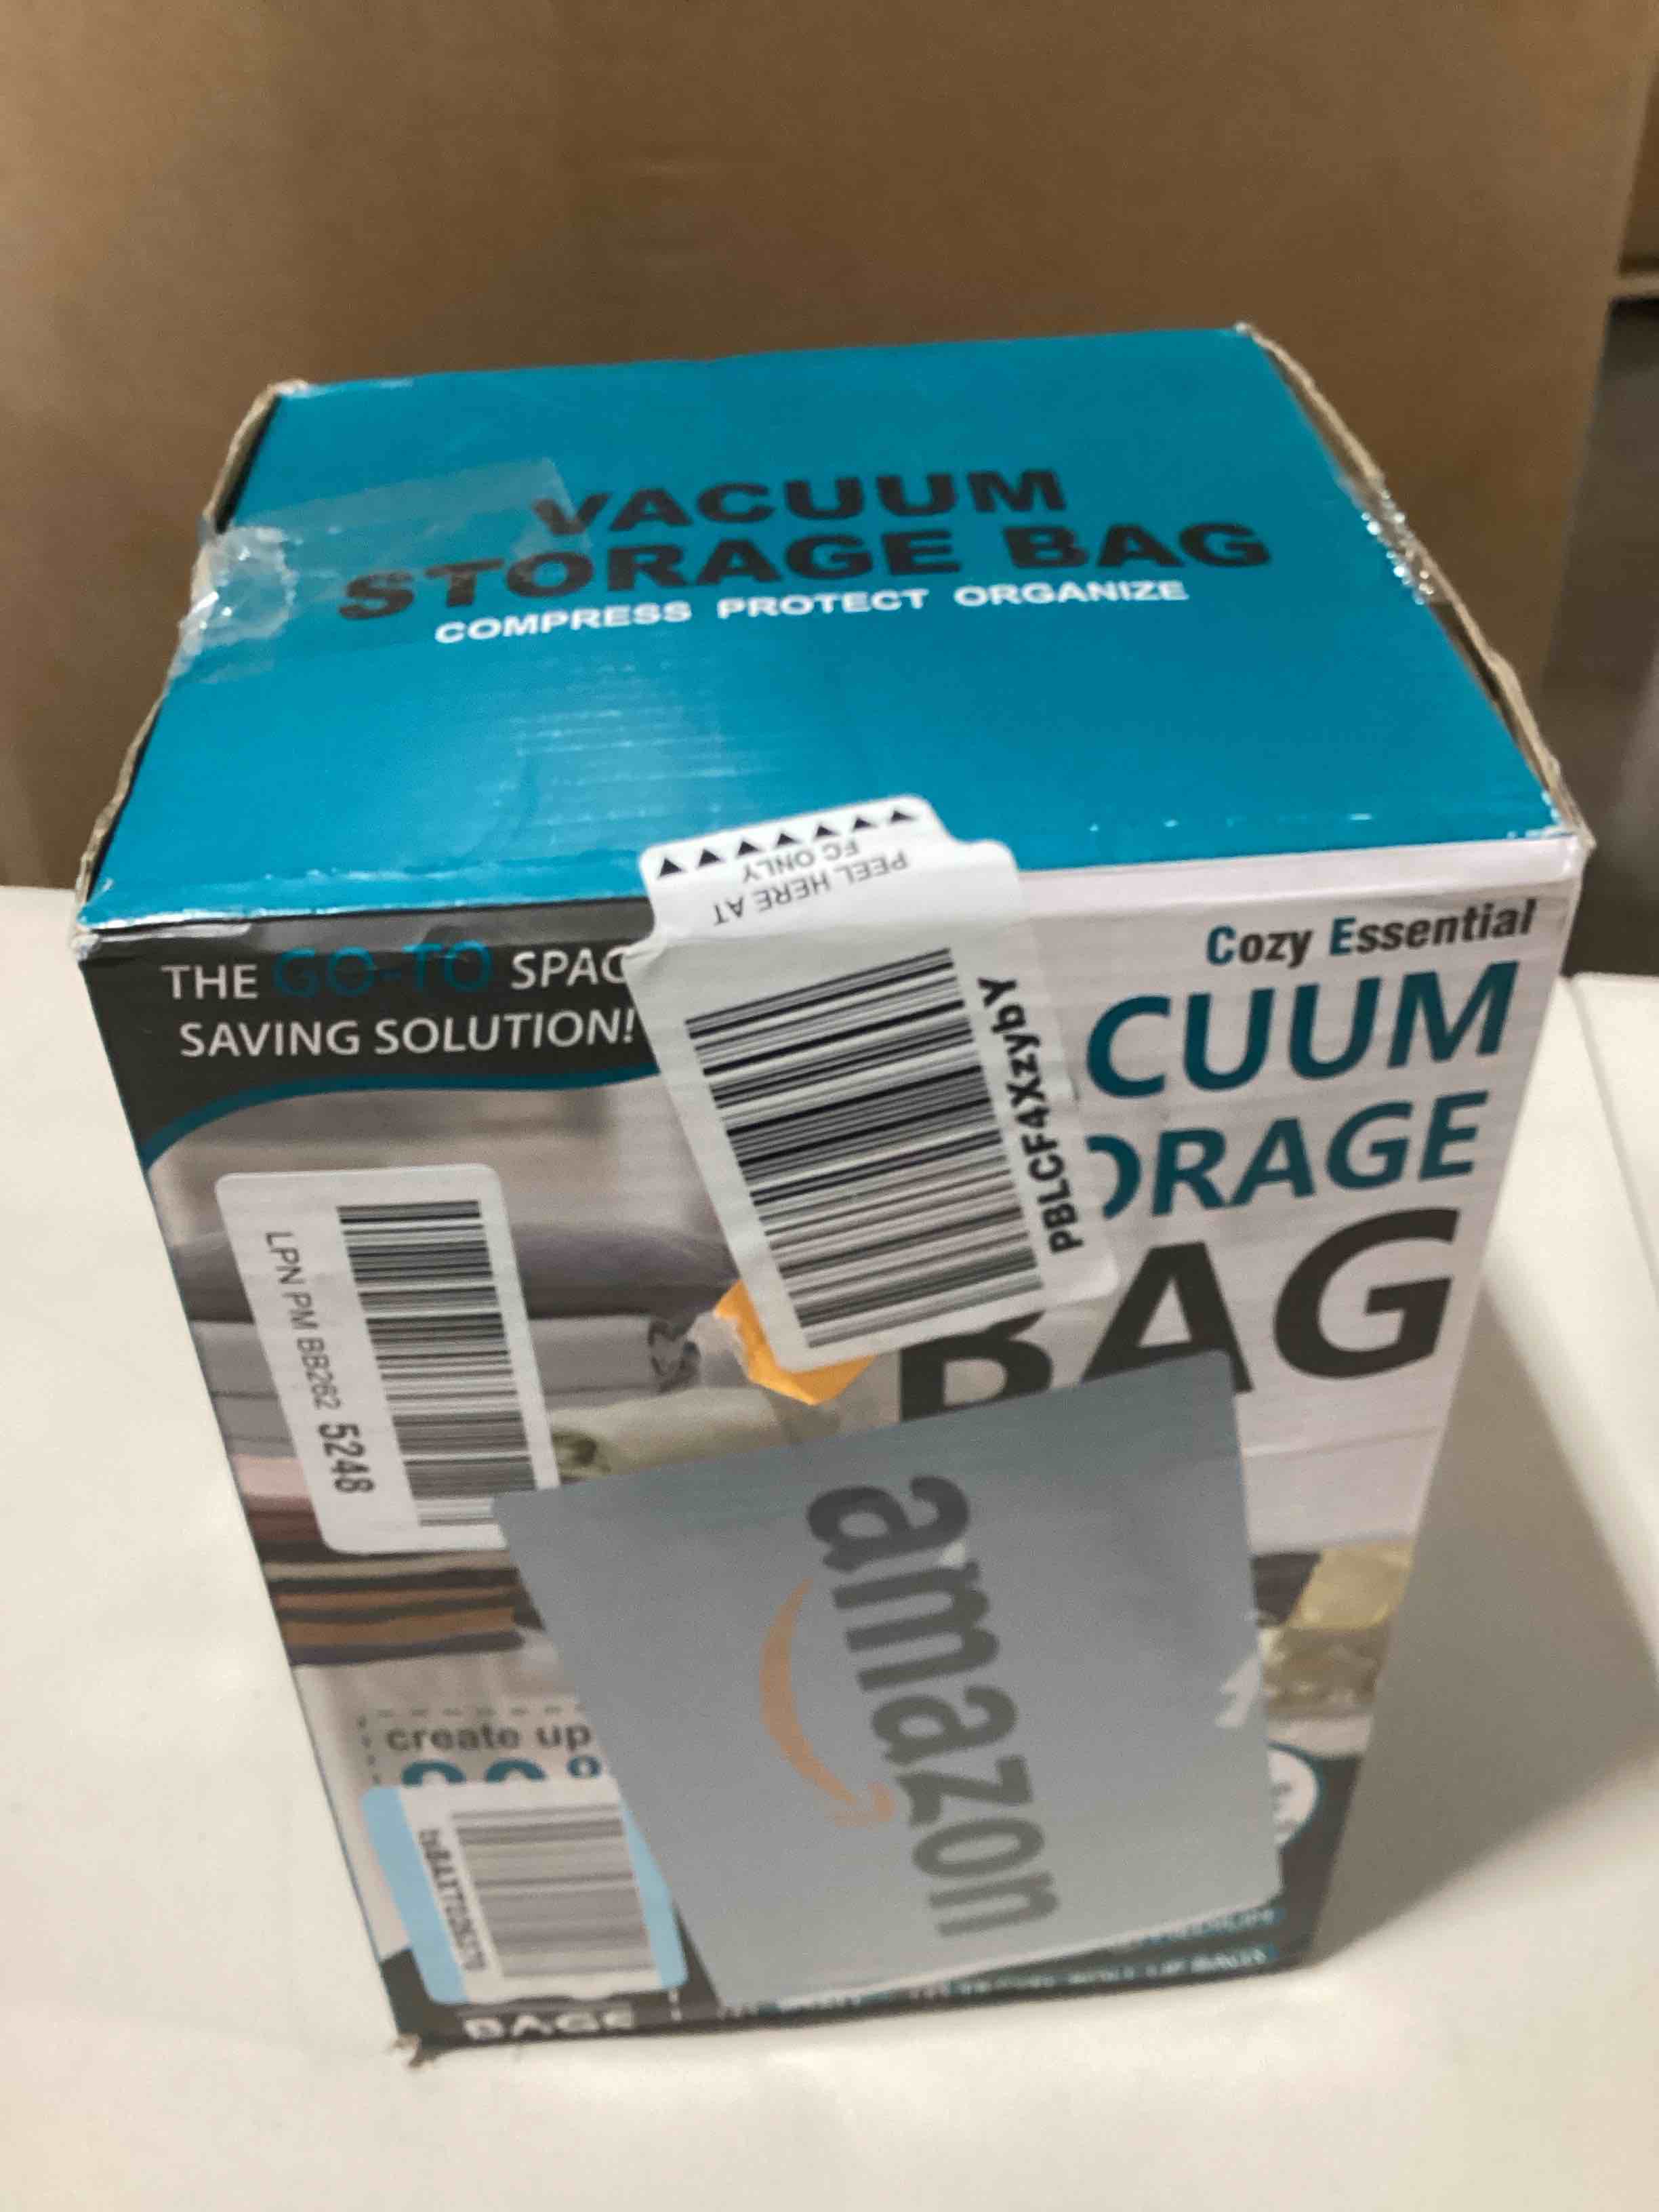 VACUUM
STORAGE BAG
COMPRESS PROTECT ORGANIZE
PEEL HERE AT
FC ONLY
THE GO-TO SPAC
SAVING SOLUTION!
Cozy Essential
CUUM
ORAGE
BAG
PBLCF4XzybY
LPN PM BB262 5248
amazon
create up
BAGS